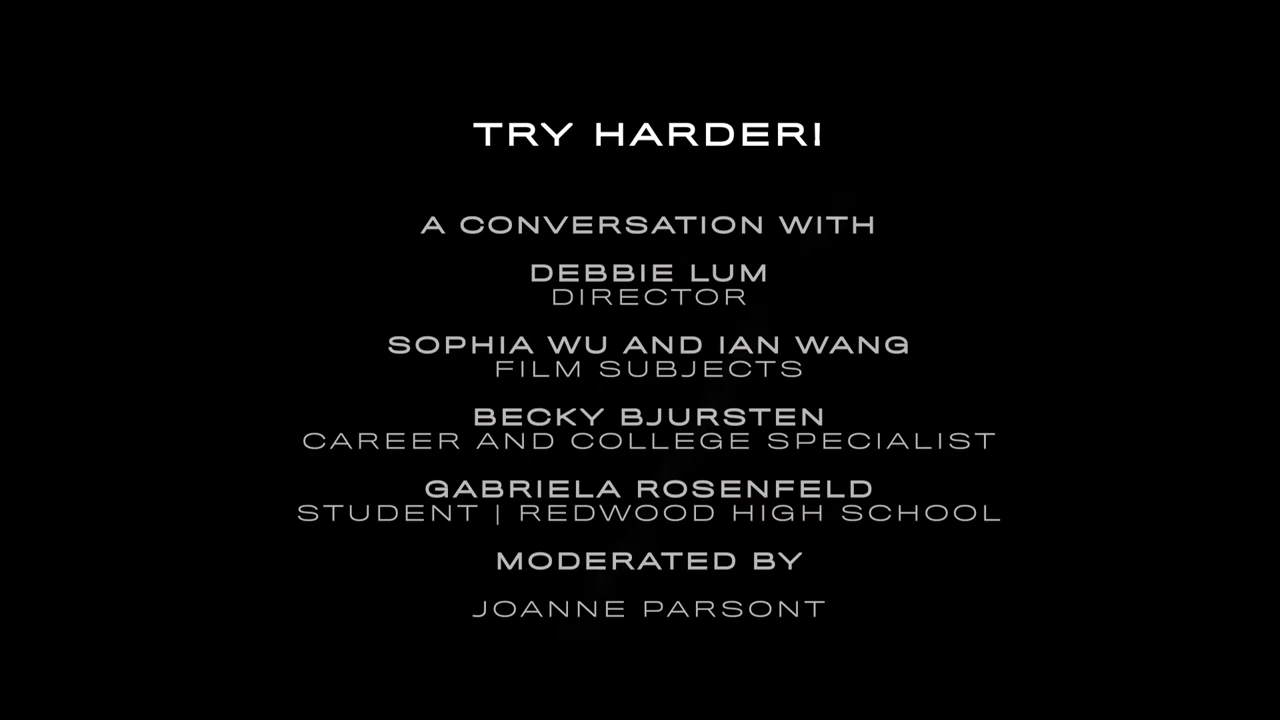 TRY HARDER!
A CONVERSATION WITH
DEBBIE LUM
DIRECTOR
SOPHIA WU AND IAN WANG
FILM SUBJECTS
BECKY BJURSTEN
CAREER AND COLLEGE SPECIALIST
GABRIELA ROSENFELD
STUDENT | REDWOOD HIGH SCHOOL
MODERATED BY
JOANNE PARSONT